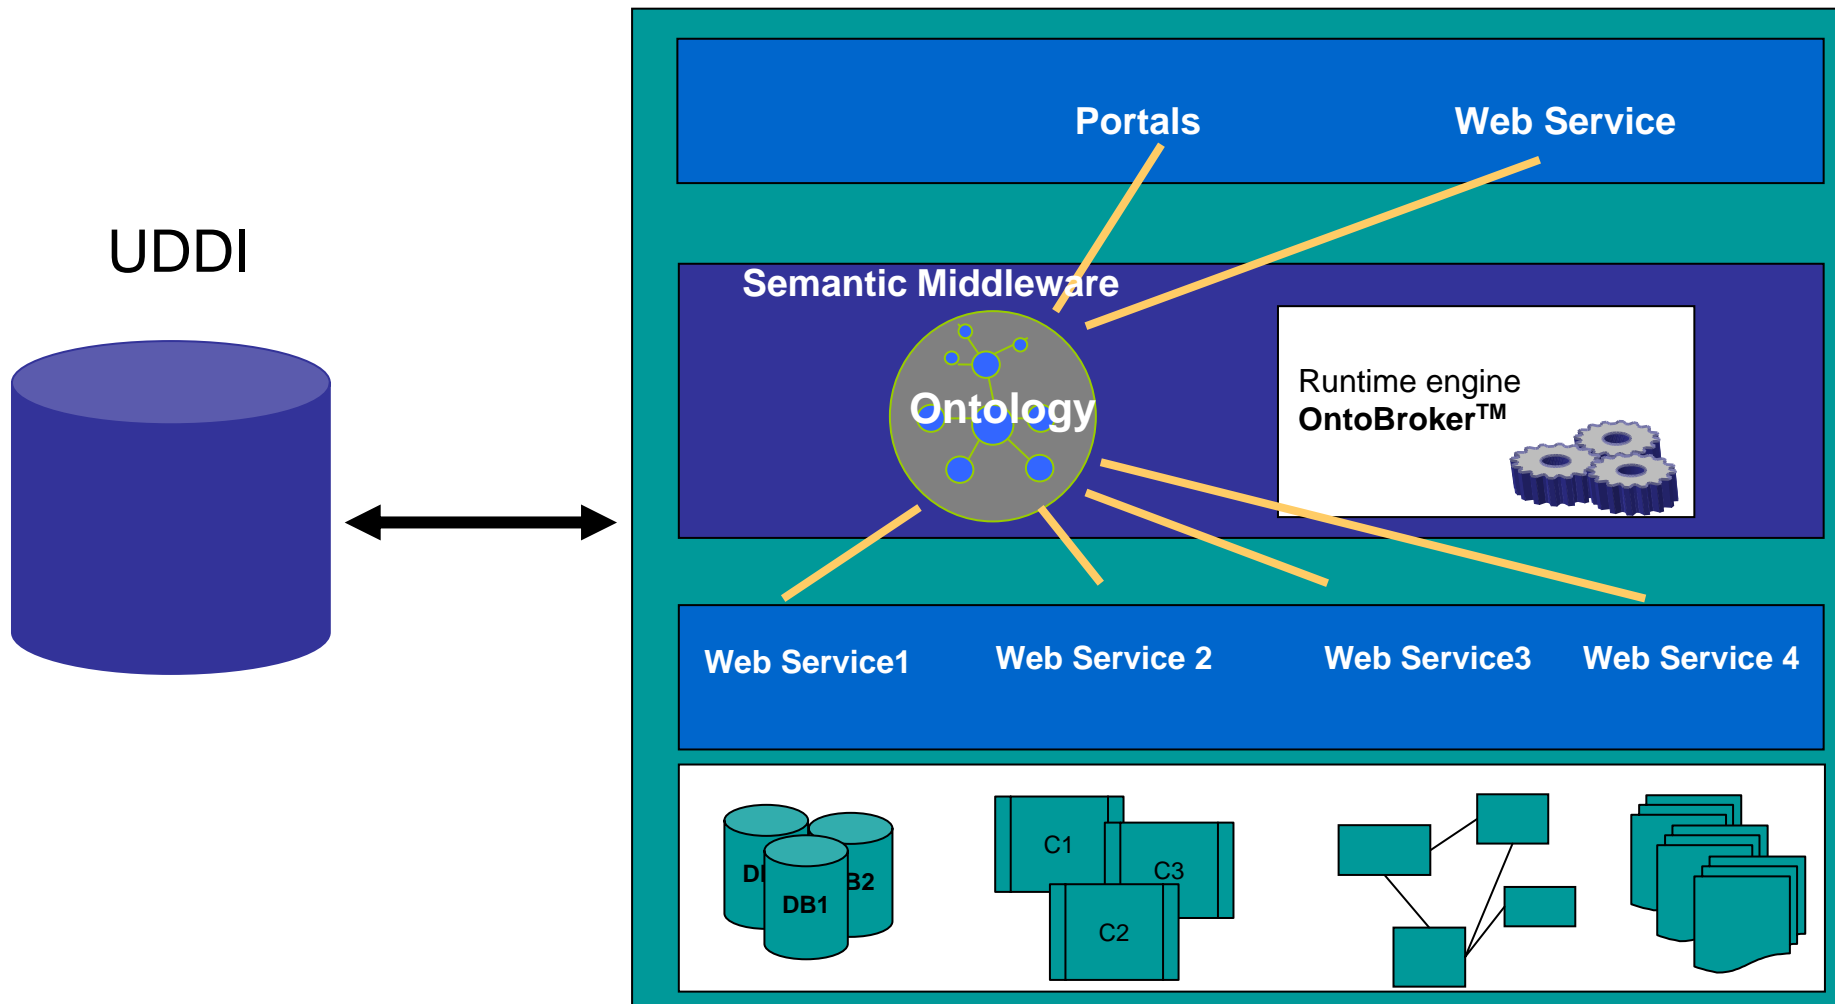 Portals
Web Service
UDDI
Semantic Middleware
Ontology
Runtime engine
OntoBroker™
Web Service1
Web Service 2
Web Service3
Web Service 4
DB1
C1
C3
C2